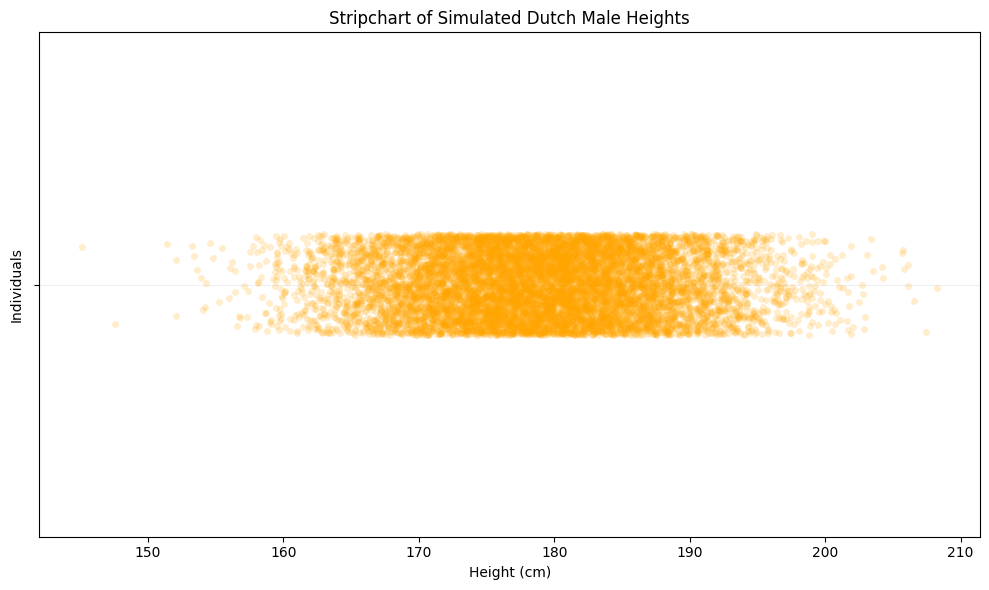 Stripchart of Simulated Dutch Male Heights
Individuals
150 160 170 180 190 200 210
Height (cm)